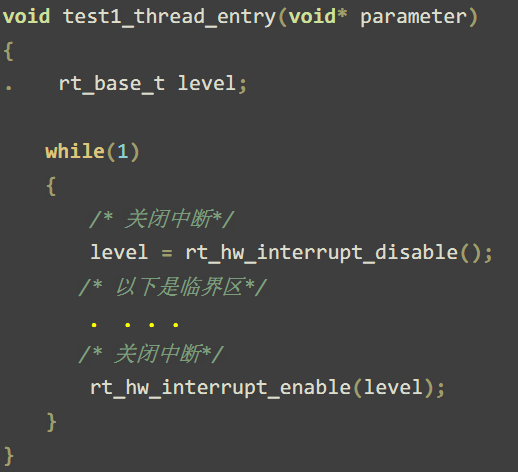 void test1_thread_entry(void* parameter)
{
.    rt_base_t level;
while(1)
{
/* 关闭中断*/
level = rt_hw_interrupt_disable();
/* 以下是临界区*/
. . . .
/* 关闭中断*/
rt_hw_interrupt_enable(level);
}
}